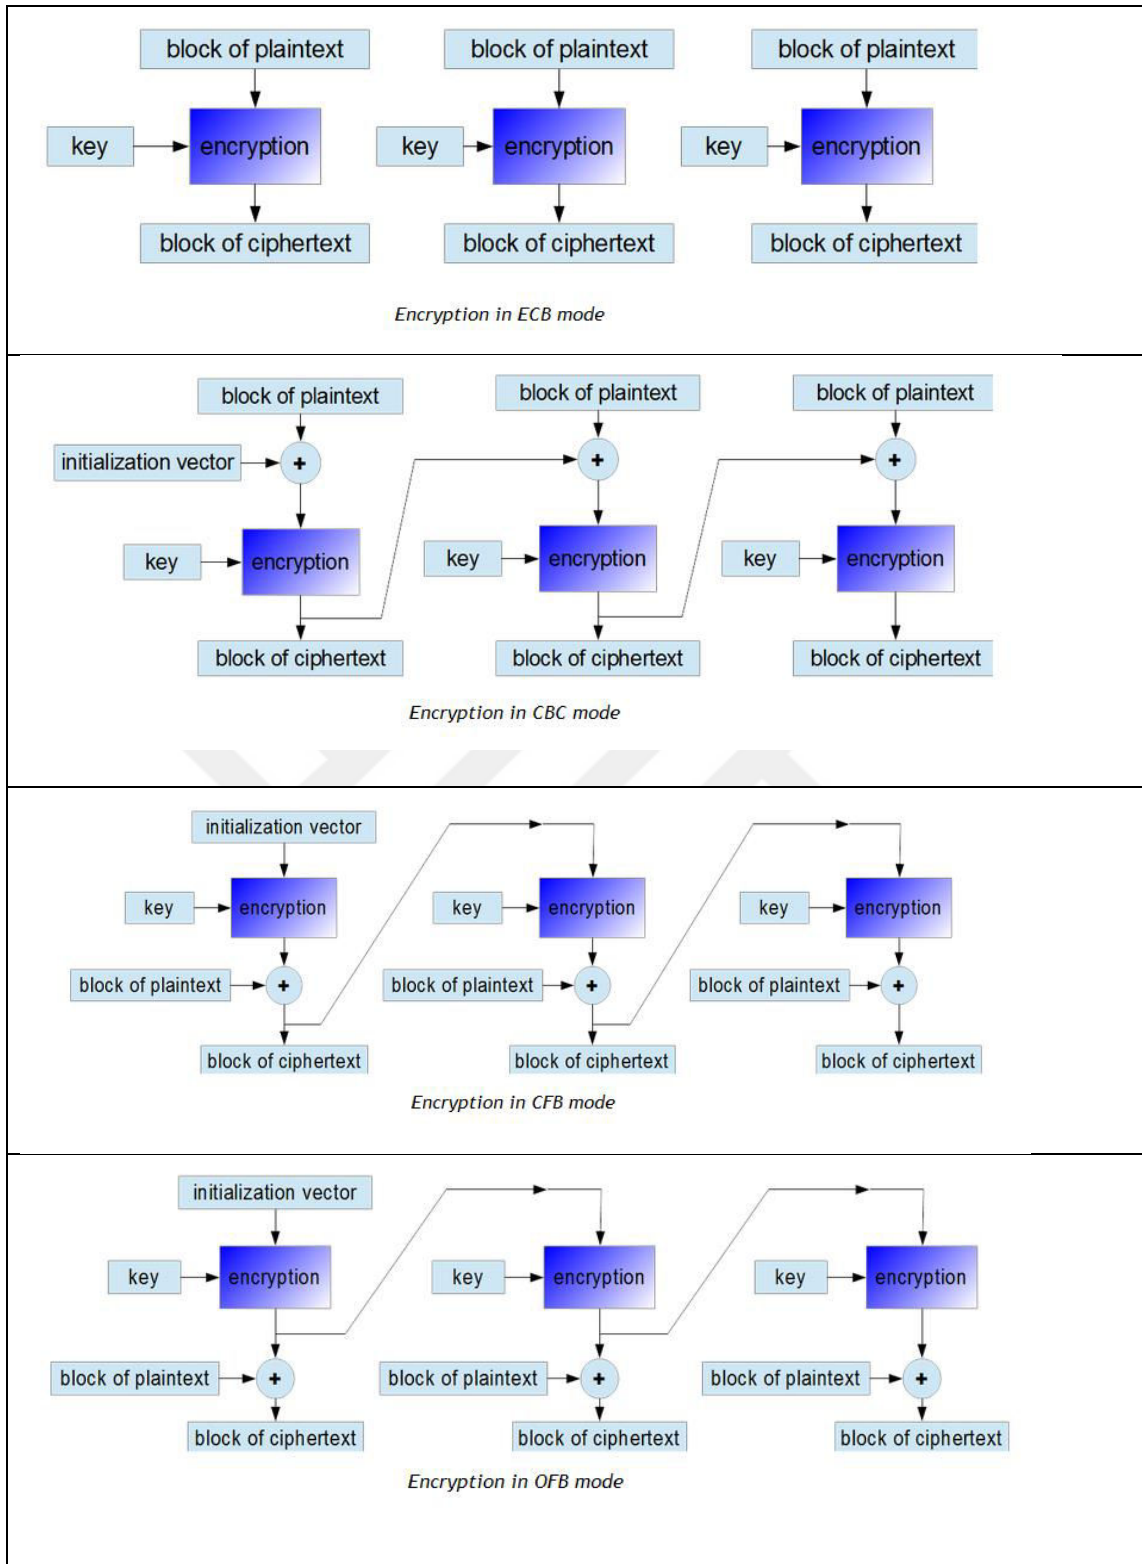 block of plaintext block of plaintext block of plaintext
key encryption key encryption key encryption
block of ciphertext block of ciphertext block of ciphertext
Encryption in ECB mode
block of plaintext block of plaintext block of plaintext
initialization vector + + +
key encryption key encryption key encryption
block of ciphertext block of ciphertext block of ciphertext
Encryption in CBC mode
initialization vector
key encryption key encryption key encryption
block of plaintext + block of plaintext + block of plaintext +
block of ciphertext block of ciphertext block of ciphertext
Encryption in CFB mode
initialization vector
key encryption key encryption key encryption
block of plaintext + block of plaintext + block of plaintext +
block of ciphertext block of ciphertext block of ciphertext
Encryption in OFB mode